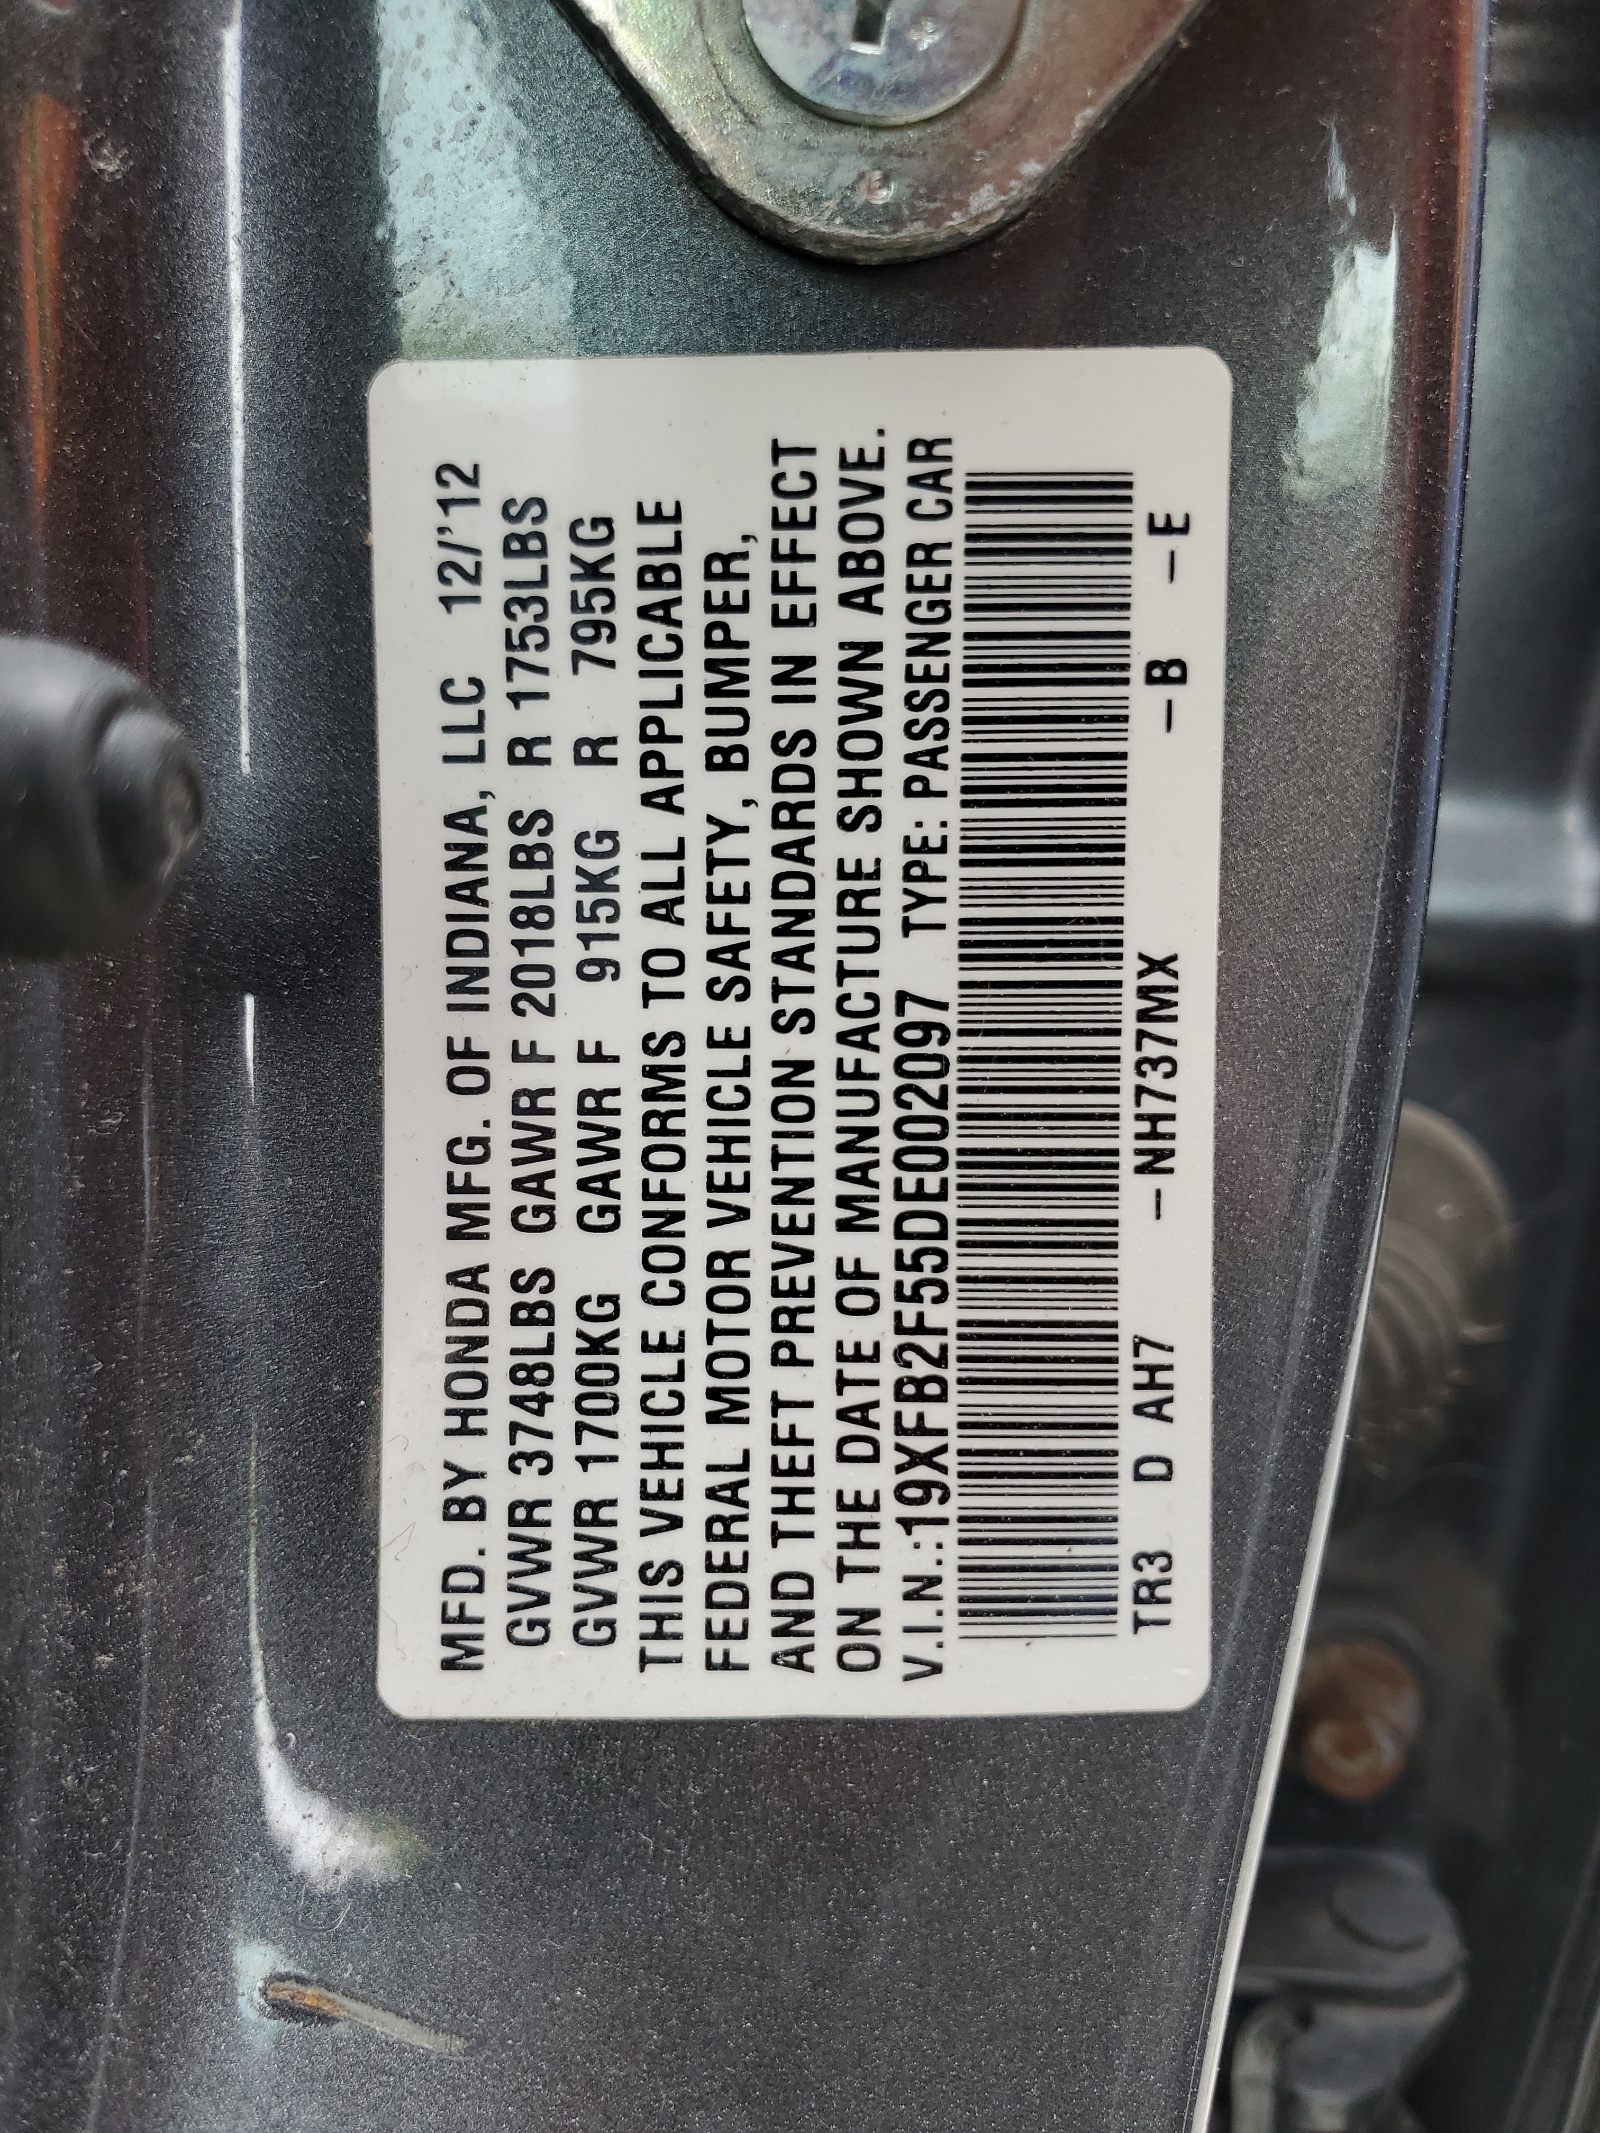 MFD. BY HONDA MFG. OF INDIANA, LLC 12/'12
GVWR 3748LBS GAWR F 2018LBS R 1753LBS
GVWR 1700KG GAWR F 915KG R 795KG
THIS VEHICLE CONFORMS TO ALL APPLICABLE
FEDERAL MOTOR VEHICLE SAFETY, BUMPER,
AND THEFT PREVENTION STANDARDS IN EFFECT
ON THE DATE OF MANUFACTURE SHOWN ABOVE.
V.I.N.:19XFB2F55DE002097 TYPE: PASSENGER CAR
TR3 D AH7 –NH737MX –B –E